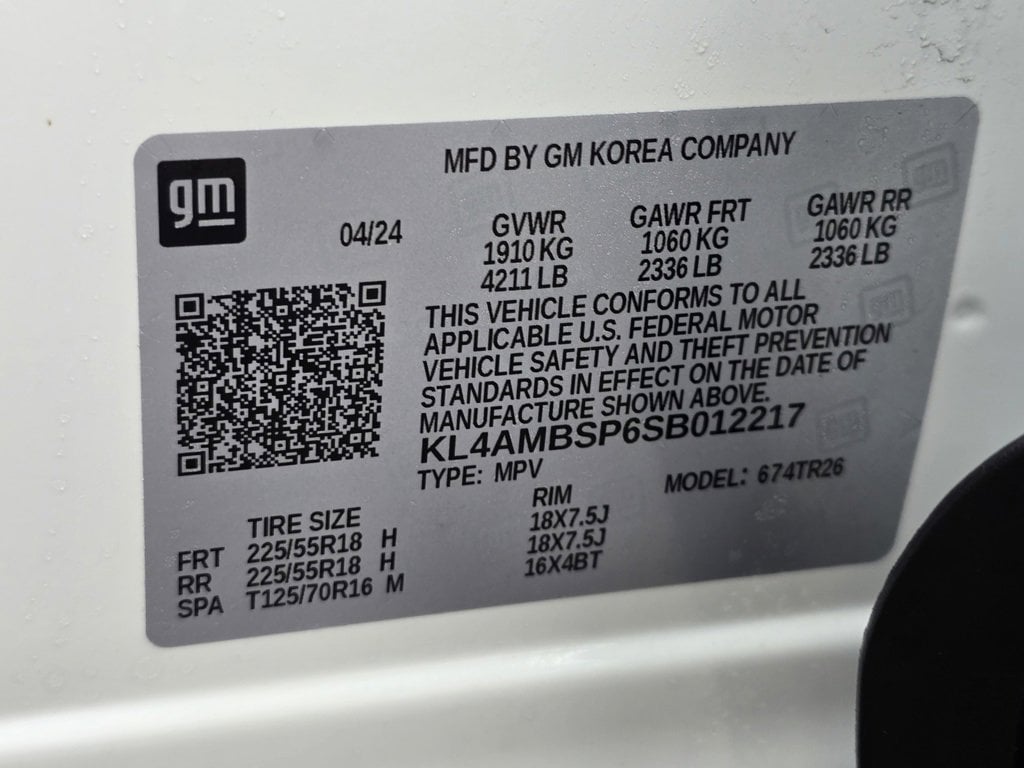 gm
MFD BY GM KOREA COMPANY
04/24
GVWR
1910 KG
4211 LB
GAWR FRT
1060 KG
2336 LB
GAWR RR
1060 KG
2336 LB
THIS VEHICLE CONFORMS TO ALL
APPLICABLE U.S. FEDERAL MOTOR
VEHICLE SAFETY AND THEFT PREVENTION
STANDARDS IN EFFECT ON THE DATE OF
MANUFACTURE SHOWN ABOVE.
KL4AMBSP6SB012217
TYPE: MPV
MODEL: 674TR26
TIRE SIZE
RIM
FRT 225/55R18 H 18X7.5J
RR 225/55R18 H 18X7.5J
SPA T125/70R16 M 16X4BT